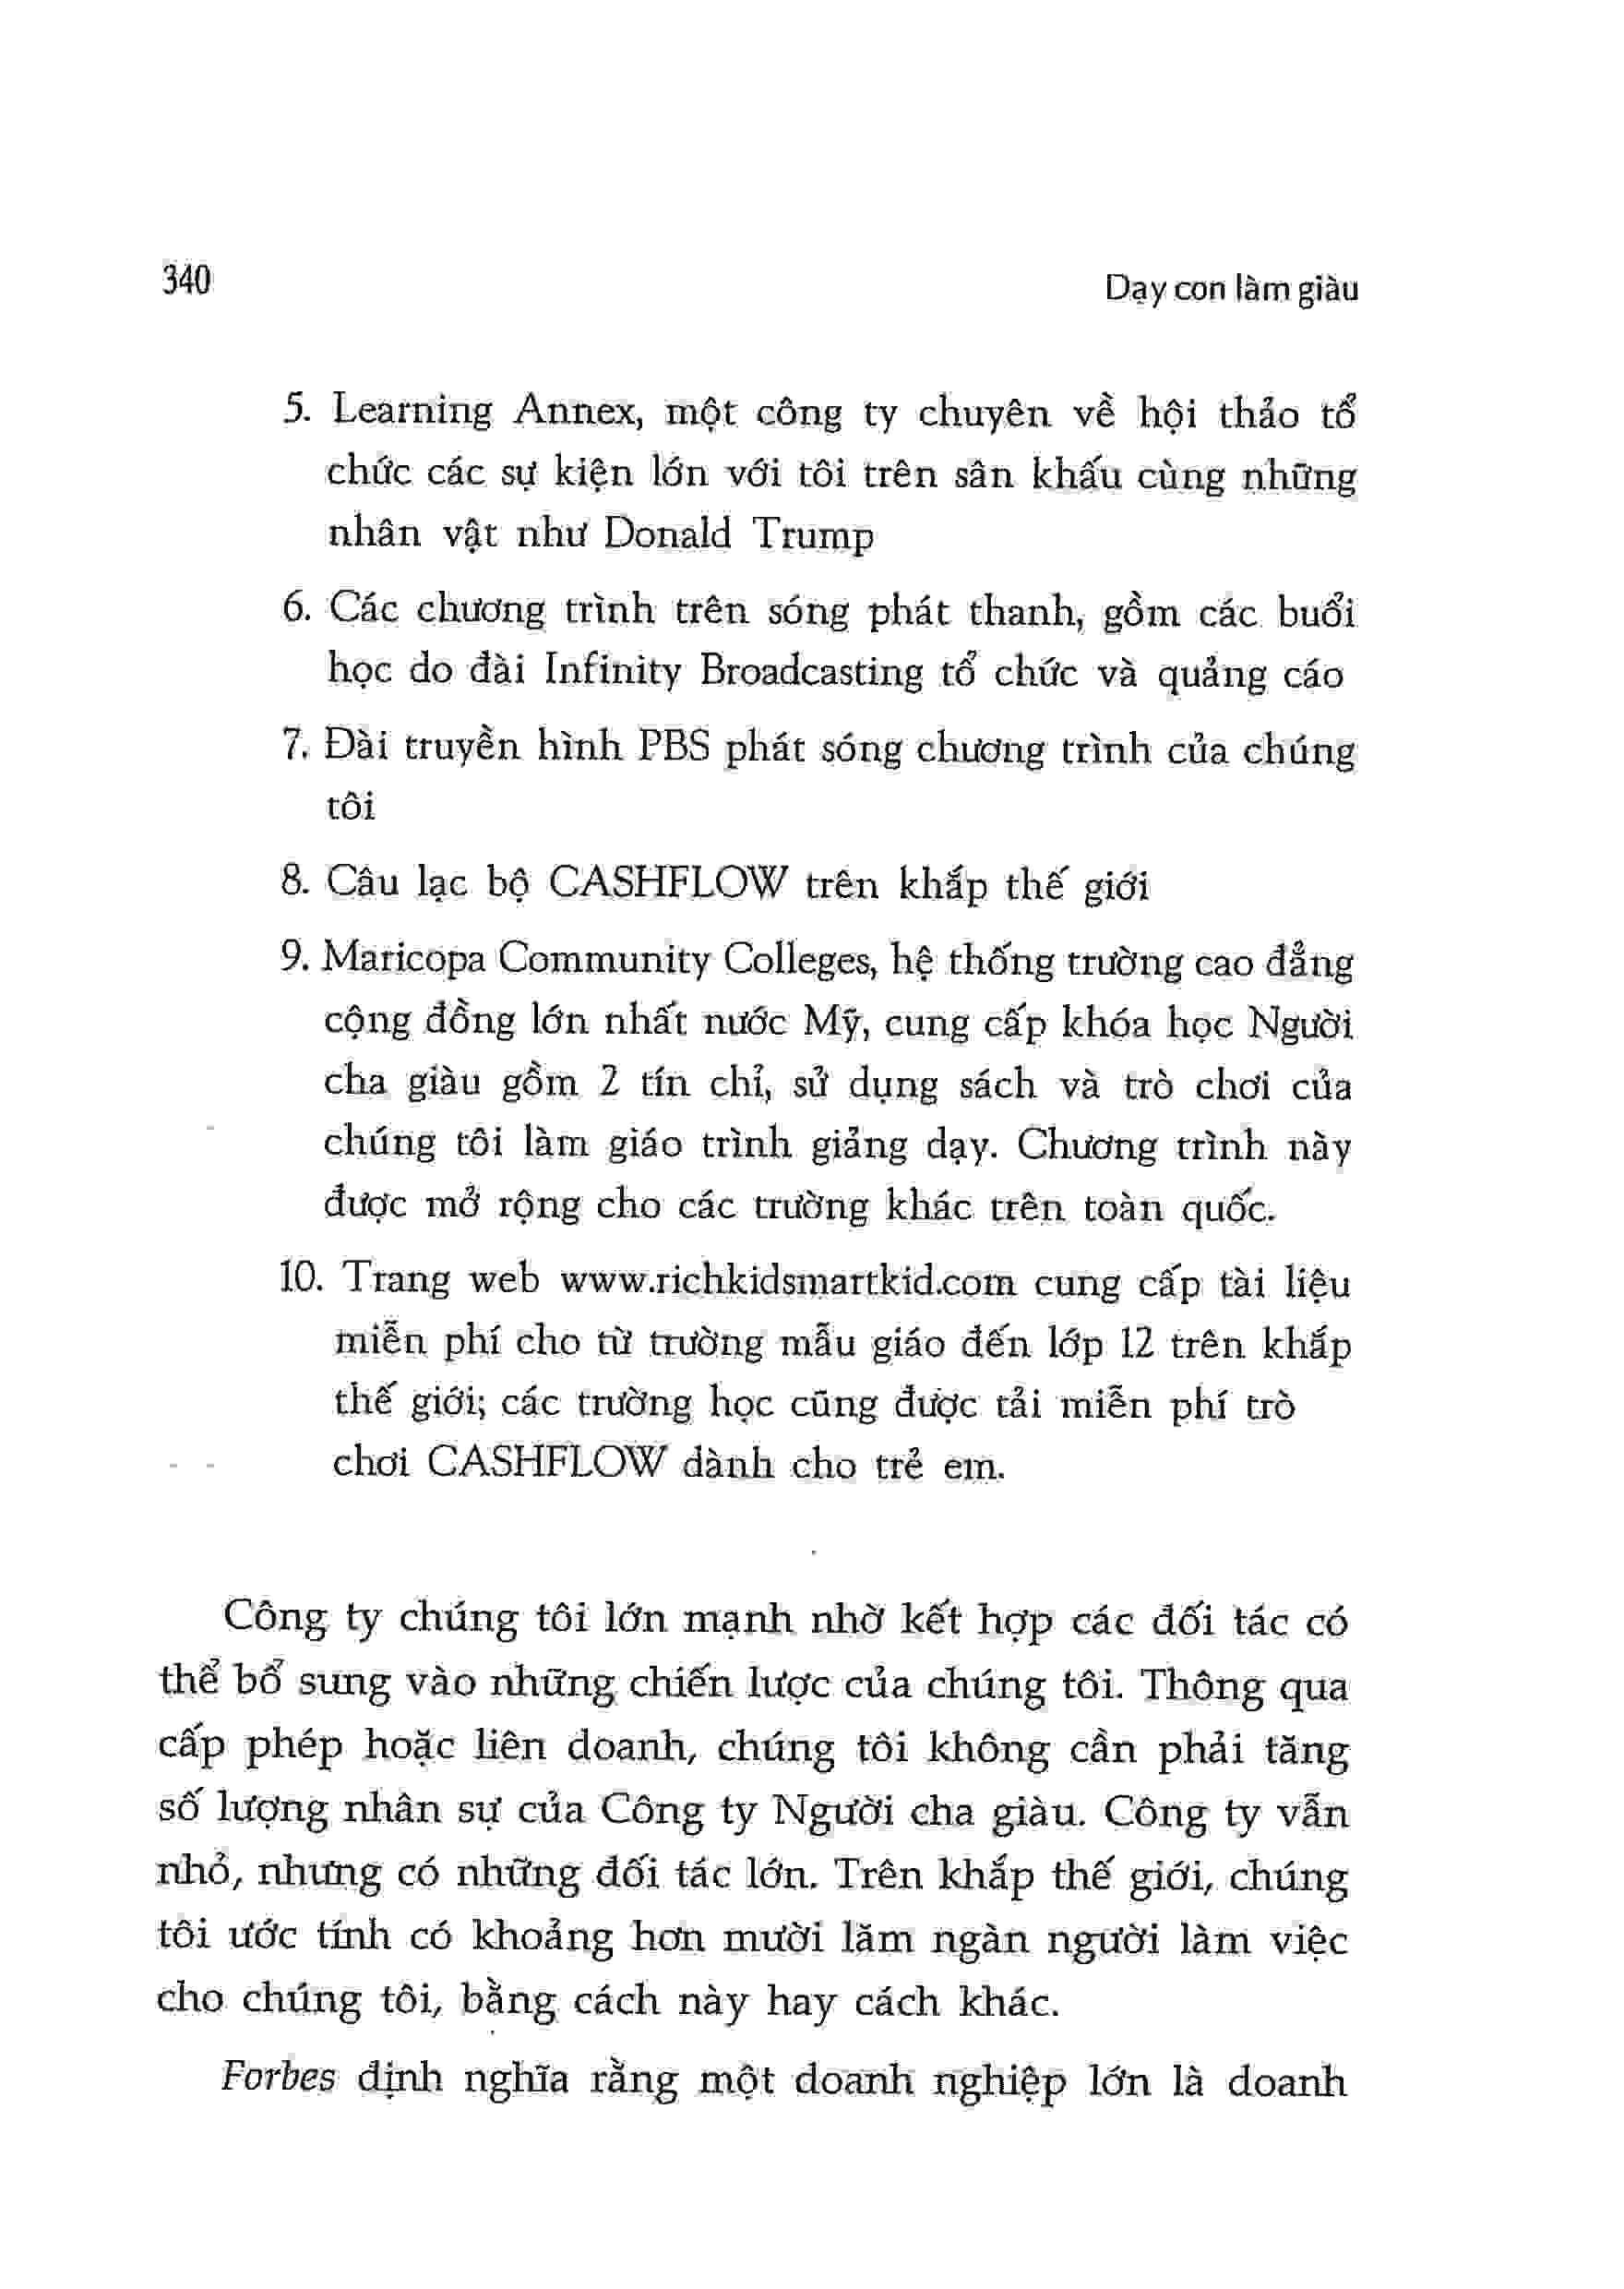 340
Dạy con làm giàu
5. Learning Annex, một công ty chuyên về hội thảo tổ
chức các sự kiện lớn với tôi trên sân khấu cùng những
nhân vật như Donald Trump
6. Các chương trình trên sóng phát thanh, gồm các buổi
học do đài Infinity Broadcasting tổ chức và quảng cáo
7. Đài truyền hình PBS phát sóng chương trình của chúng
tôi
8. Câu lạc bộ CASHFLOW trên khắp thế giới
9. Maricopa Community Colleges, hệ thống trường cao đẳng
cộng đồng lớn nhất nước Mỹ, cung cấp khóa học Người
cha giàu gồm 2 tín chỉ, sử dụng sách và trò chơi của
chúng tôi làm giáo trình giảng dạy. Chương trình này
được mở rộng cho các trường khác trên toàn quốc.
10. Trang web www.richkidsmartkid.com cung cấp tài liệu
miễn phí cho từ trường mẫu giáo đến lớp 12 trên khắp
thế giới; các trường học cũng được tải miễn phí trò
chơi CASHFLOW dành cho trẻ em.
Công ty chúng tôi lớn mạnh nhờ kết hợp các đối tác có
thể bổ sung vào những chiến lược của chúng tôi. Thông qua
cấp phép hoặc liên doanh, chúng tôi không cần phải tăng
số lượng nhân sự của Công ty Người cha giàu. Công ty vẫn
nhỏ, nhưng có những đối tác lớn. Trên khắp thế giới, chúng
tôi ước tính có khoảng hơn mười lăm ngàn người làm việc
cho chúng tôi, bằng cách này hay cách khác.
Forbes định nghĩa rằng một doanh nghiệp lớn là doanh